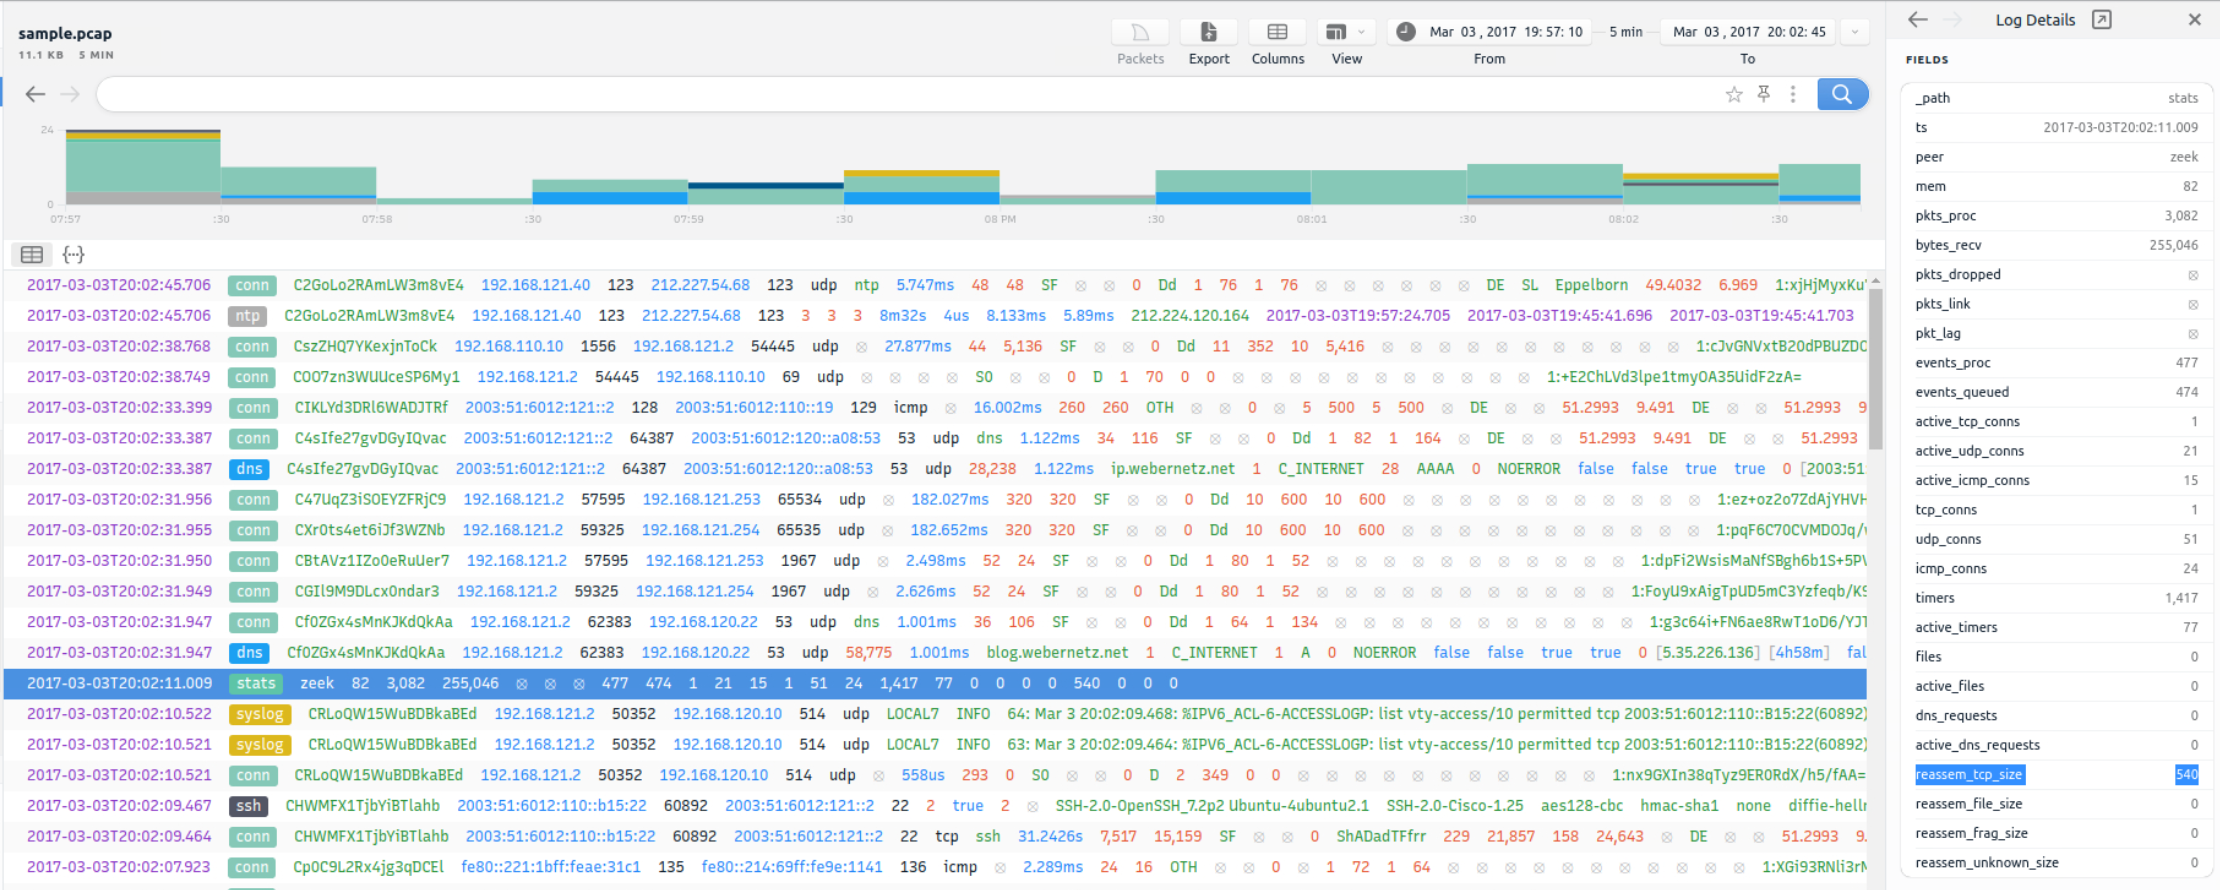 sample.pcap
11.1 KB 5 MIN
Packets
Export
Columns
View
Mar 03 , 2017 19: 57: 10
5 min
Mar 03 , 2017 20: 02: 45
From
To
24
0
07:57 :30 07:58 :30 07:59 :30 08 PM :30 08:01 :30 08:02 :30
{...}
2017-03-03T20:02:45.706 conn C2GoLo2RAmLW3m8vE4 192.168.121.40 123 212.227.54.68 123 udp ntp 5.747ms 48 48 SF ⊗ ⊗ 0 Dd 1 76 1 76 ⊗ ⊗ ⊗ ⊗ ⊗ ⊗ DE SL Eppelborn 49.4032 6.969 1:xjHjMyxKu
2017-03-03T20:02:45.706 ntp C2GoLo2RAmLW3m8vE4 192.168.121.40 123 212.227.54.68 123 3 3 3 8m32s 4us 8.133ms 5.89ms 212.224.120.164 2017-03-03T19:57:24.705 2017-03-03T19:45:41.696 2017-03-03T19:45:41.703
2017-03-03T20:02:38.768 conn CszZHQ7YKexjnToCk 192.168.110.10 1556 192.168.121.2 54445 udp ⊗ 27.877ms 44 5,136 SF ⊗ ⊗ 0 Dd 11 352 10 5,416 ⊗ ⊗ ⊗ ⊗ ⊗ ⊗ ⊗ ⊗ ⊗ ⊗ 1:cJvGNVxtB20dPBUZDO
2017-03-03T20:02:38.749 conn COO7zn3WUUceSP6My1 192.168.121.2 54445 192.168.110.10 69 udp ⊗ ⊗ ⊗ ⊗ S0 ⊗ ⊗ 0 D 1 70 0 0 ⊗ ⊗ ⊗ ⊗ ⊗ ⊗ ⊗ ⊗ ⊗ ⊗ 1:+E2ChLVd3lpe1tmyOA35UidF2zA=
2017-03-03T20:02:33.399 conn CIKLYd3DRl6WADJTRf 2003:51:6012:121::2 128 2003:51:6012:110::19 129 icmp ⊗ 16.002ms 260 260 OTH ⊗ ⊗ 0 ⊗ 5 500 5 500 ⊗ DE ⊗ ⊗ 51.2993 9.491 DE ⊗ ⊗ 51.2993 9
2017-03-03T20:02:33.387 conn C4sIfe27gvDGyIQvac 2003:51:6012:121::2 64387 2003:51:6012:120::a08:53 53 udp dns 1.122ms 34 116 SF ⊗ ⊗ 0 Dd 1 82 1 164 ⊗ DE ⊗ ⊗ 51.2993 9.491 DE ⊗ ⊗ 51.2993
2017-03-03T20:02:33.387 dns C4sIfe27gvDGyIQvac 2003:51:6012:121::2 64387 2003:51:6012:120::a08:53 53 udp 28,238 1.122ms ip.webernetz.net 1 C_INTERNET 28 AAAA 0 NOERROR false false true true 0 [2003:51:
2017-03-03T20:02:31.956 conn C47UqZ3iSOEYZFRjC9 192.168.121.2 57595 192.168.121.253 65534 udp ⊗ 182.027ms 320 320 SF ⊗ ⊗ 0 Dd 10 600 10 600 ⊗ ⊗ ⊗ ⊗ ⊗ ⊗ ⊗ ⊗ ⊗ ⊗ 1:ez+oz2o7ZdAjYHVH
2017-03-03T20:02:31.955 conn CXr0ts4et6iJf3WZNb 192.168.121.2 59325 192.168.121.254 65535 udp ⊗ 182.652ms 320 320 SF ⊗ ⊗ 0 Dd 10 600 10 600 ⊗ ⊗ ⊗ ⊗ ⊗ ⊗ ⊗ ⊗ ⊗ ⊗ 1:pqF6C70CVMDOJq/
2017-03-03T20:02:31.950 conn CBtAVz1IZo0eRuUer7 192.168.121.2 57595 192.168.121.253 1967 udp ⊗ 2.498ms 52 24 SF ⊗ ⊗ 0 Dd 1 80 1 52 ⊗ ⊗ ⊗ ⊗ ⊗ ⊗ ⊗ ⊗ ⊗ ⊗ 1:dpFi2WsisMaNfSBgh6b1S+5P
2017-03-03T20:02:31.949 conn CGIl9M9DLcx0ndar3 192.168.121.2 59325 192.168.121.254 1967 udp ⊗ 2.626ms 52 24 SF ⊗ ⊗ 0 Dd 1 80 1 52 ⊗ ⊗ ⊗ ⊗ ⊗ ⊗ ⊗ ⊗ ⊗ ⊗ 1:FoyU9xAigTpUD5mC3Yzfeqb/K9
2017-03-03T20:02:31.947 conn Cf0ZGx4sMnKJKdQkAa 192.168.121.2 62383 192.168.120.22 53 udp dns 1.001ms 36 106 SF ⊗ ⊗ 0 Dd 1 64 1 134 ⊗ ⊗ ⊗ ⊗ ⊗ ⊗ ⊗ ⊗ ⊗ ⊗ 1:g3c64i+FN6ae8RwT1oD6/YJT
2017-03-03T20:02:31.947 dns Cf0ZGx4sMnKJKdQkAa 192.168.121.2 62383 192.168.120.22 53 udp 58,775 1.001ms blog.webernetz.net 1 C_INTERNET 1 A 0 NOERROR false false true true 0 [5.35.226.136] [4h58m] fal
2017-03-03T20:02:11.009 stats zeek 82 3,082 255,046 ⊗ ⊗ ⊗ 477 474 1 21 15 1 51 24 1,417 77 0 0 0 0 540 0 0 0
2017-03-03T20:02:10.522 syslog CRLoQW15WuBDBkaBEd 192.168.121.2 50352 192.168.120.10 514 udp LOCAL7 INFO 64: Mar 3 20:02:09.468: %IPV6_ACL-6-ACCESSLOGP: list vty-access/10 permitted tcp 2003:51:6012:110::B15:22(60892)
2017-03-03T20:02:10.521 syslog CRLoQW15WuBDBkaBEd 192.168.121.2 50352 192.168.120.10 514 udp LOCAL7 INFO 63: Mar 3 20:02:09.464: %IPV6_ACL-6-ACCESSLOGP: list vty-access/10 permitted tcp 2003:51:6012:110::B15:22(60892)
2017-03-03T20:02:10.521 conn CRLoQW15WuBDBkaBEd 192.168.121.2 50352 192.168.120.10 514 udp ⊗ 558us 293 0 S0 ⊗ ⊗ 0 D 2 349 0 0 ⊗ ⊗ ⊗ ⊗ ⊗ ⊗ ⊗ ⊗ ⊗ ⊗ 1:nx9GXIn38qTyz9ER0RdX/h5/fAA=
2017-03-03T20:02:09.467 ssh CHWMFX1TjbYiBTlahb 2003:51:6012:110::b15:22 60892 2003:51:6012:121::2 22 2 true 2 ⊗ SSH-2.0-OpenSSH_7.2p2 Ubuntu-4ubuntu2.1 SSH-2.0-Cisco-1.25 aes128-cbc hmac-sha1 none diffie-hellr
2017-03-03T20:02:09.464 conn CHWMFX1TjbYiBTlahb 2003:51:6012:110::b15:22 60892 2003:51:6012:121::2 22 tcp ssh 31.2426s 7,517 15,159 SF ⊗ ⊗ 0 ShADadTFfrr 229 21,857 158 24,643 ⊗ DE ⊗ ⊗ 51.2993 9.
2017-03-03T20:02:07.923 conn Cp0C9L2Rx4jg3qDCEl fe80::221:1bff:feae:31c1 135 fe80::214:69ff:fe9e:1141 136 icmp ⊗ 2.289ms 24 16 OTH ⊗ ⊗ 0 ⊗ 1 72 1 64 ⊗ ⊗ ⊗ ⊗ ⊗ ⊗ ⊗ ⊗ ⊗ ⊗ 1:XGi93RNli3rM
Log Details
FIELDS
_path stats
ts 2017-03-03T20:02:11.009
peer zeek
mem 82
pkts_proc 3,082
bytes_recv 255,046
pkts_dropped ⊗
pkts_link ⊗
pkt_lag ⊗
events_proc 477
events_queued 474
active_tcp_conns 1
active_udp_conns 21
active_icmp_conns 15
tcp_conns 1
udp_conns 51
icmp_conns 24
timers 1,417
active_timers 77
files 0
active_files 0
dns_requests 0
active_dns_requests 0
reassem_tcp_size 540
reassem_file_size 0
reassem_frag_size 0
reassem_unknown_size 0